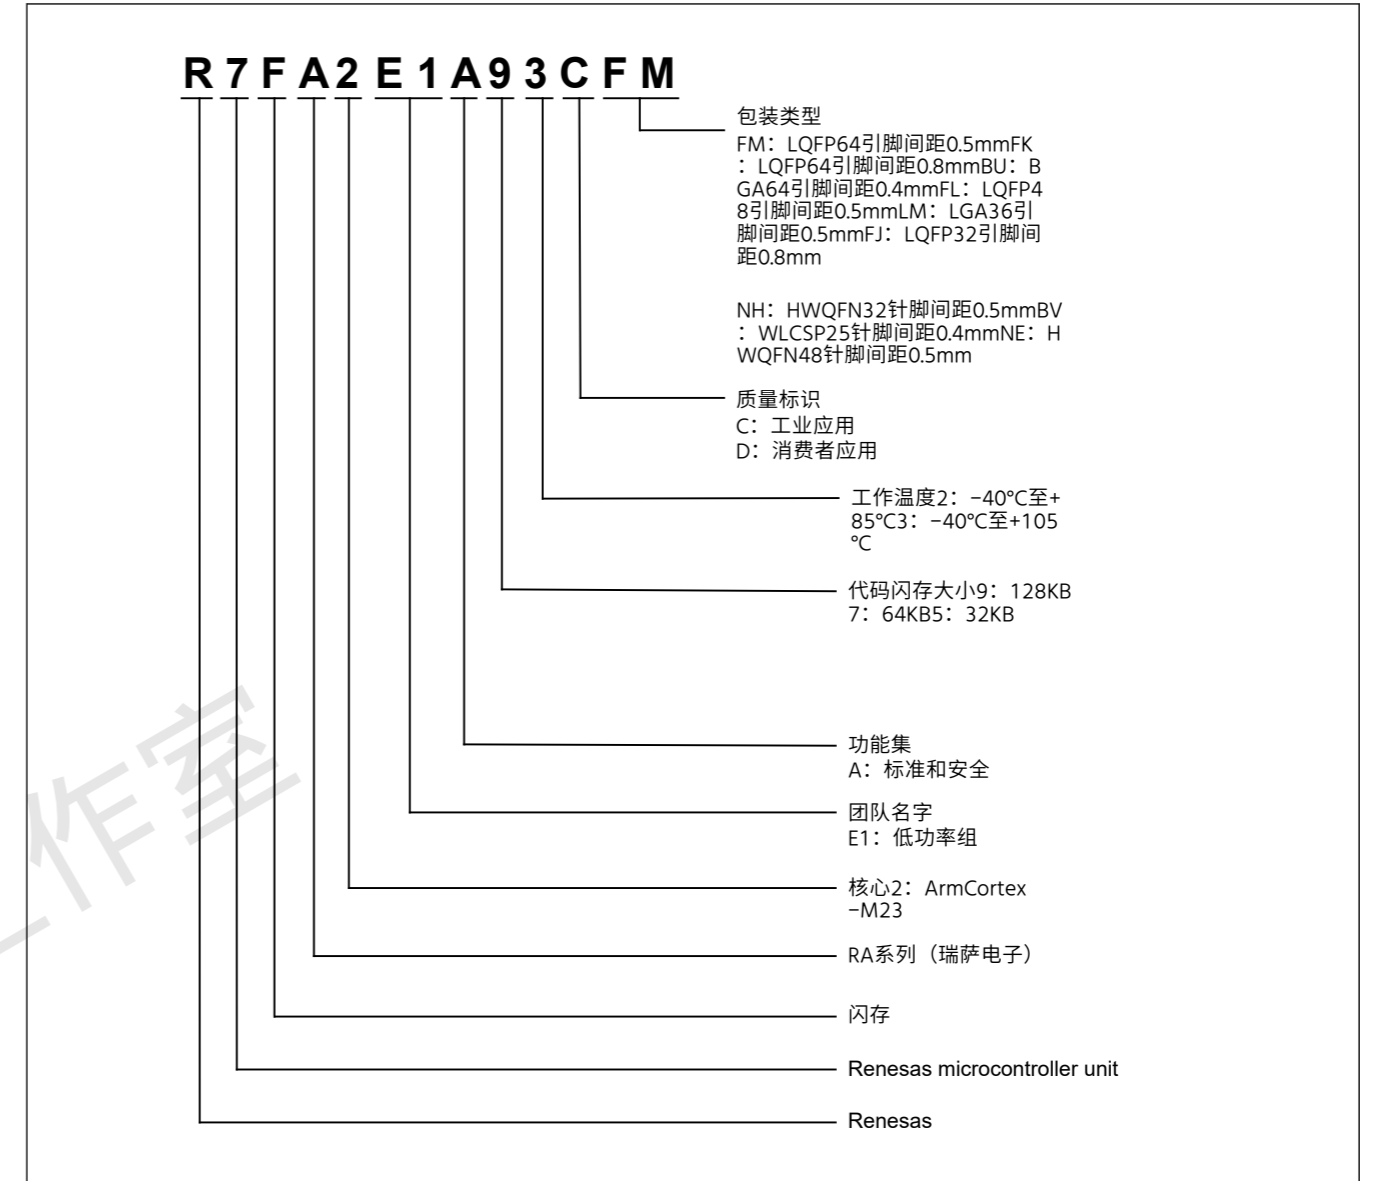 R7FA2E1A93CFM
包装类型
FM：LQFP64引脚间距0.5mmFK
：LQFP64引脚间距0.8mmBU：B
GA64引脚间距0.4mmFL：LQFP4
8引脚间距0.5mmLM：LGA36引
脚间距0.5mmFJ：LQFP32引脚间
距0.8mm
NH：HWQFN32针脚间距0.5mmBV
：WLCSP25针脚间距0.4mmNE：H
WQFN48针脚间距0.5mm
质量标识
C：工业应用
D：消费者应用
工作温度2：−40℃至+
85℃3：−40℃至+105
℃
代码闪存大小9：128KB
7：64KB5：32KB
功能集
A：标准和安全
团队名字
E1：低功率组
核心2：ArmCortex
−M23
RA系列（瑞萨电子）
闪存
Renesas microcontroller unit
Renesas
作室